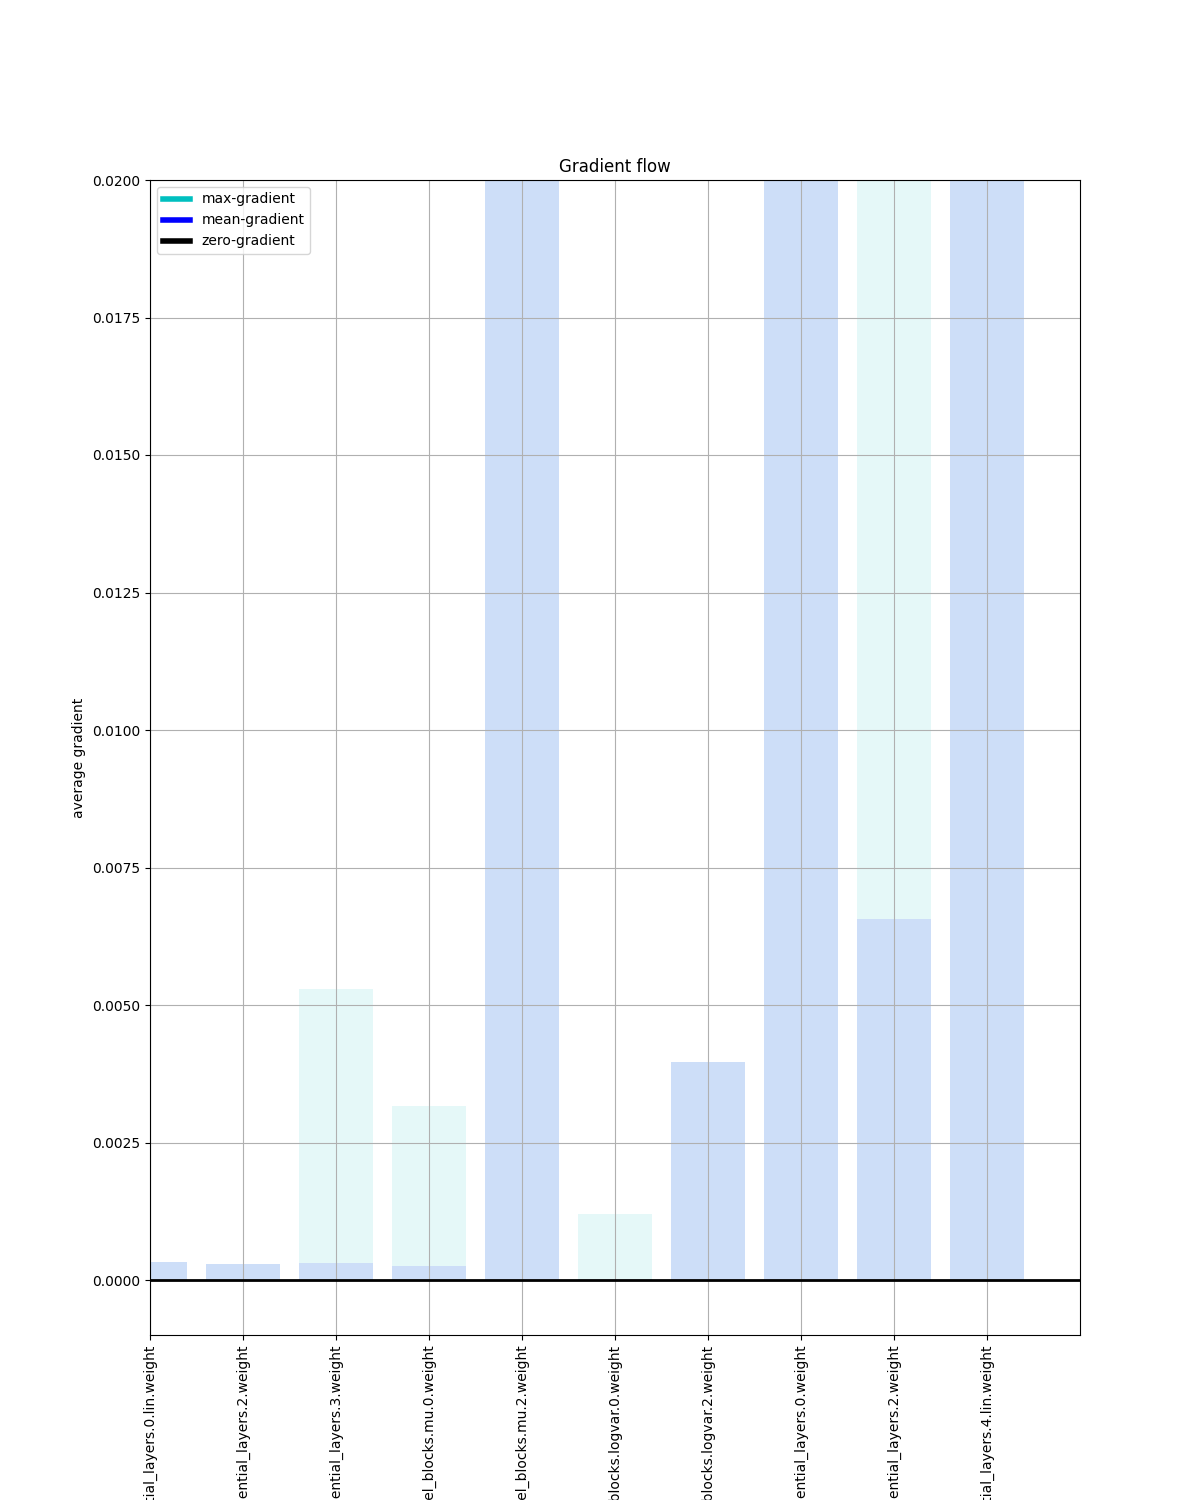 Gradient flow
max-gradient
mean-gradient
zero-gradient
0.0200
0.0175
0.0150
0.0125
0.0100
0.0075
0.0050
0.0025
0.0000
average gradient
tial_layers.0.lin.weight
ential_layers.2.weight
ential_layers.3.weight
el_blocks.mu.0.weight
el_blocks.mu.2.weight
blocks.logvar.0.weight
blocks.logvar.2.weight
ential_layers.0.weight
ential_layers.2.weight
tial_layers.4.lin.weight